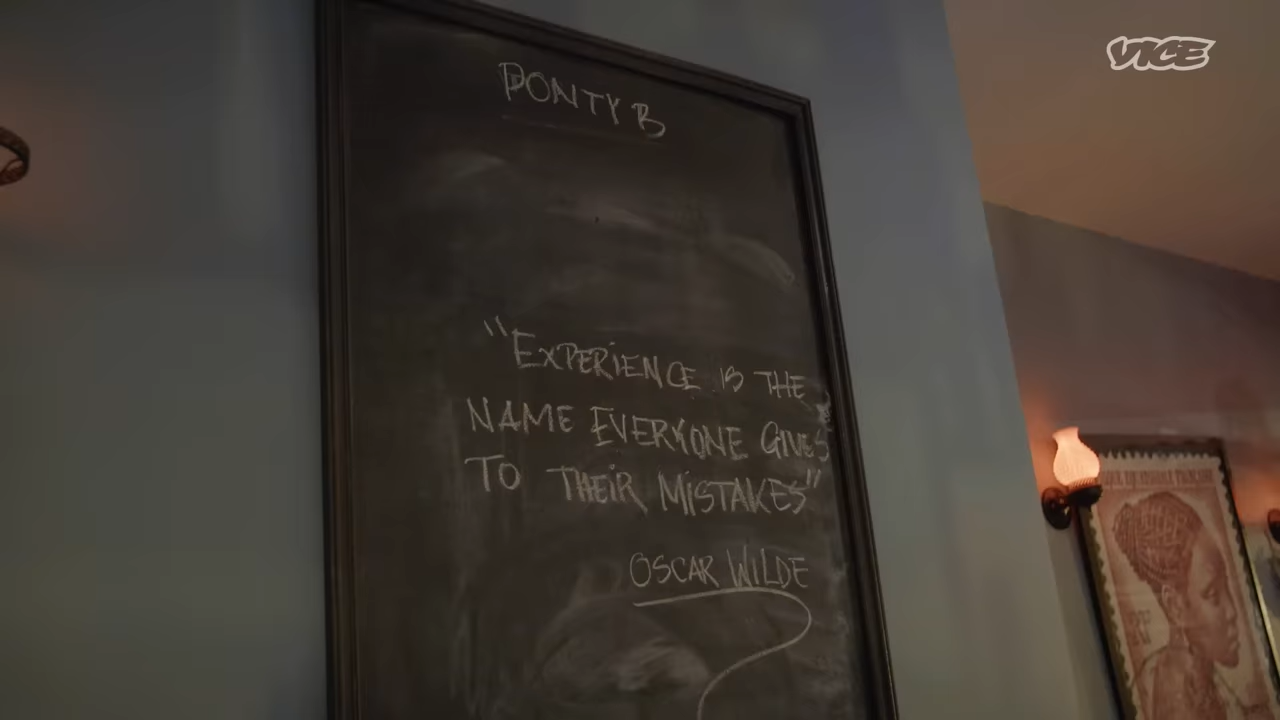 VICE
PONTY B
"EXPERIENCE IS THE
NAME EVERYONE GIVES
TO THEIR MISTAKES"
OSCAR WILDE